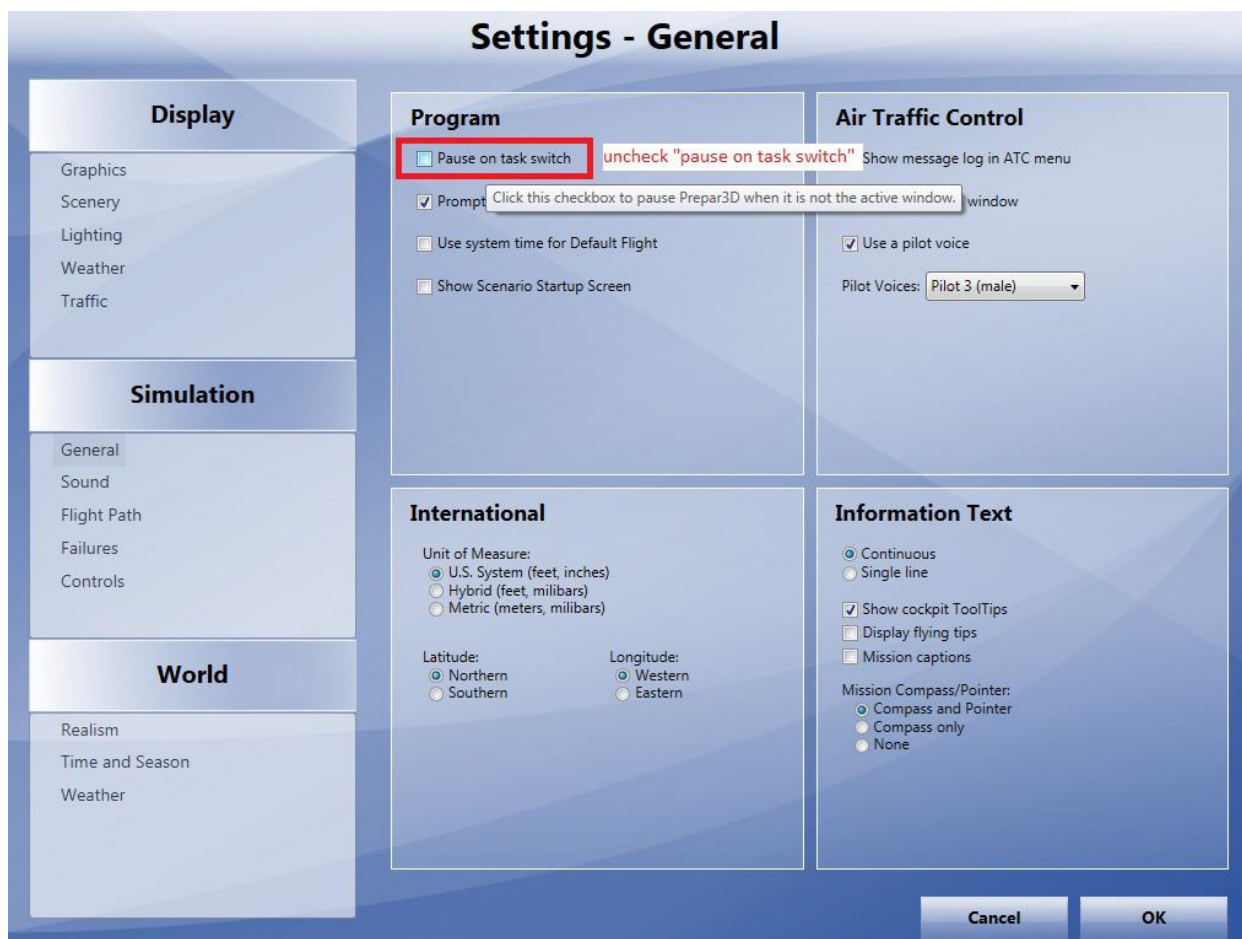 Settings - General
Display
Graphics
Scenery
Lighting
Weather
Traffic
Simulation
General
Sound
Flight Path
Failures
Controls
World
Realism
Time and Season
Weather
Program
Pause on task switch
uncheck "pause on task switch"
Prompt
Click this checkbox to pause Prepar3D when it is not the active window.
Use system time for Default Flight
Show Scenario Startup Screen
Air Traffic Control
Show message log in ATC menu
window
Use a pilot voice
Pilot Voices: Pilot 3 (male)
International
Unit of Measure:
U.S. System (feet, inches)
Hybrid (feet, milibars)
Metric (meters, milibars)
Latitude: Longitude:
Northern Western
Southern Eastern
Information Text
Continuous
Single line
Show cockpit ToolTips
Display flying tips
Mission captions
Mission Compass/Pointer:
Compass and Pointer
Compass only
None
Cancel OK